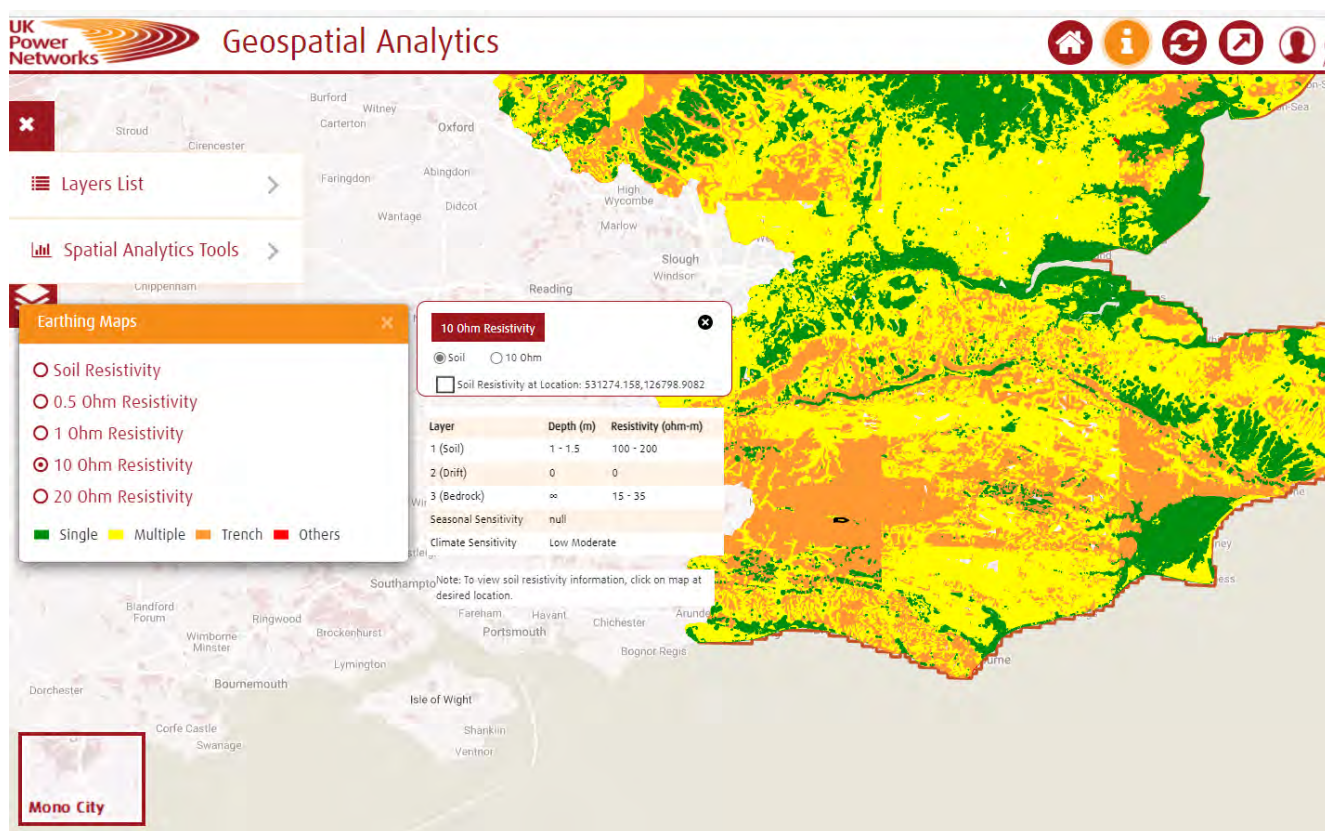 UK
Power
Networks
Geospatial Analytics
Burford
Witney
Carterton
Oxford
Stroud
Cirencester
Layers List
Faringdon
Abingdon
Didcot
High
Wycombe
Wantage
Marlow
Spatial Analytics Tools
Slough
Windsor
Chippenham
Reading
Earthing Maps
Soil Resistivity
0.5 Ohm Resistivity
1 Ohm Resistivity
10 Ohm Resistivity
20 Ohm Resistivity
Single Multiple Trench Others
10 Ohm Resistivity
Soil 10 Ohm
Soil Resistivity at Location: 531274.158,126798.9082
Layer Depth (m) Resistivity (ohm-m)
1 (Soil) 1 - 1.5 100 - 200
2 (Drift) 0 0
3 (Bedrock) ∞ 15 - 35
Seasonal Sensitivity null
Climate Sensitivity Low Moderate
Note: To view soil resistivity information, click on map at
desired location.
Southampto
Blandford
Forum
Ringwood
Fareham
Havant
Chichester
Arunde
Wimborne
Minster
Brockenhurst
Portsmouth
Bognor Regis
Lymington
Dorchester
Bournemouth
Isle of Wight
Corfe Castle
Swanage
Shanklin
Ventnor
Mono City